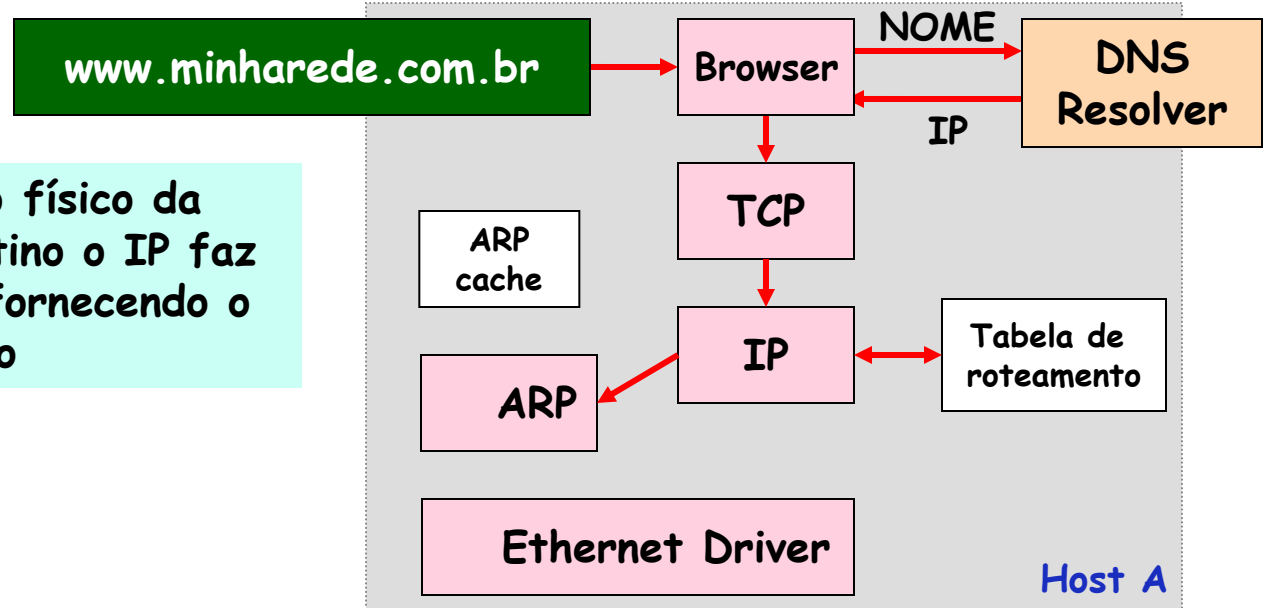 www.minharede.com.br
Browser
NOME
IP
DNS
Resolver
físico da
tino o IP faz
fornecendo o
o
TCP
ARP
cache
IP
Tabela de
roteamento
ARP
Ethernet Driver
Host A